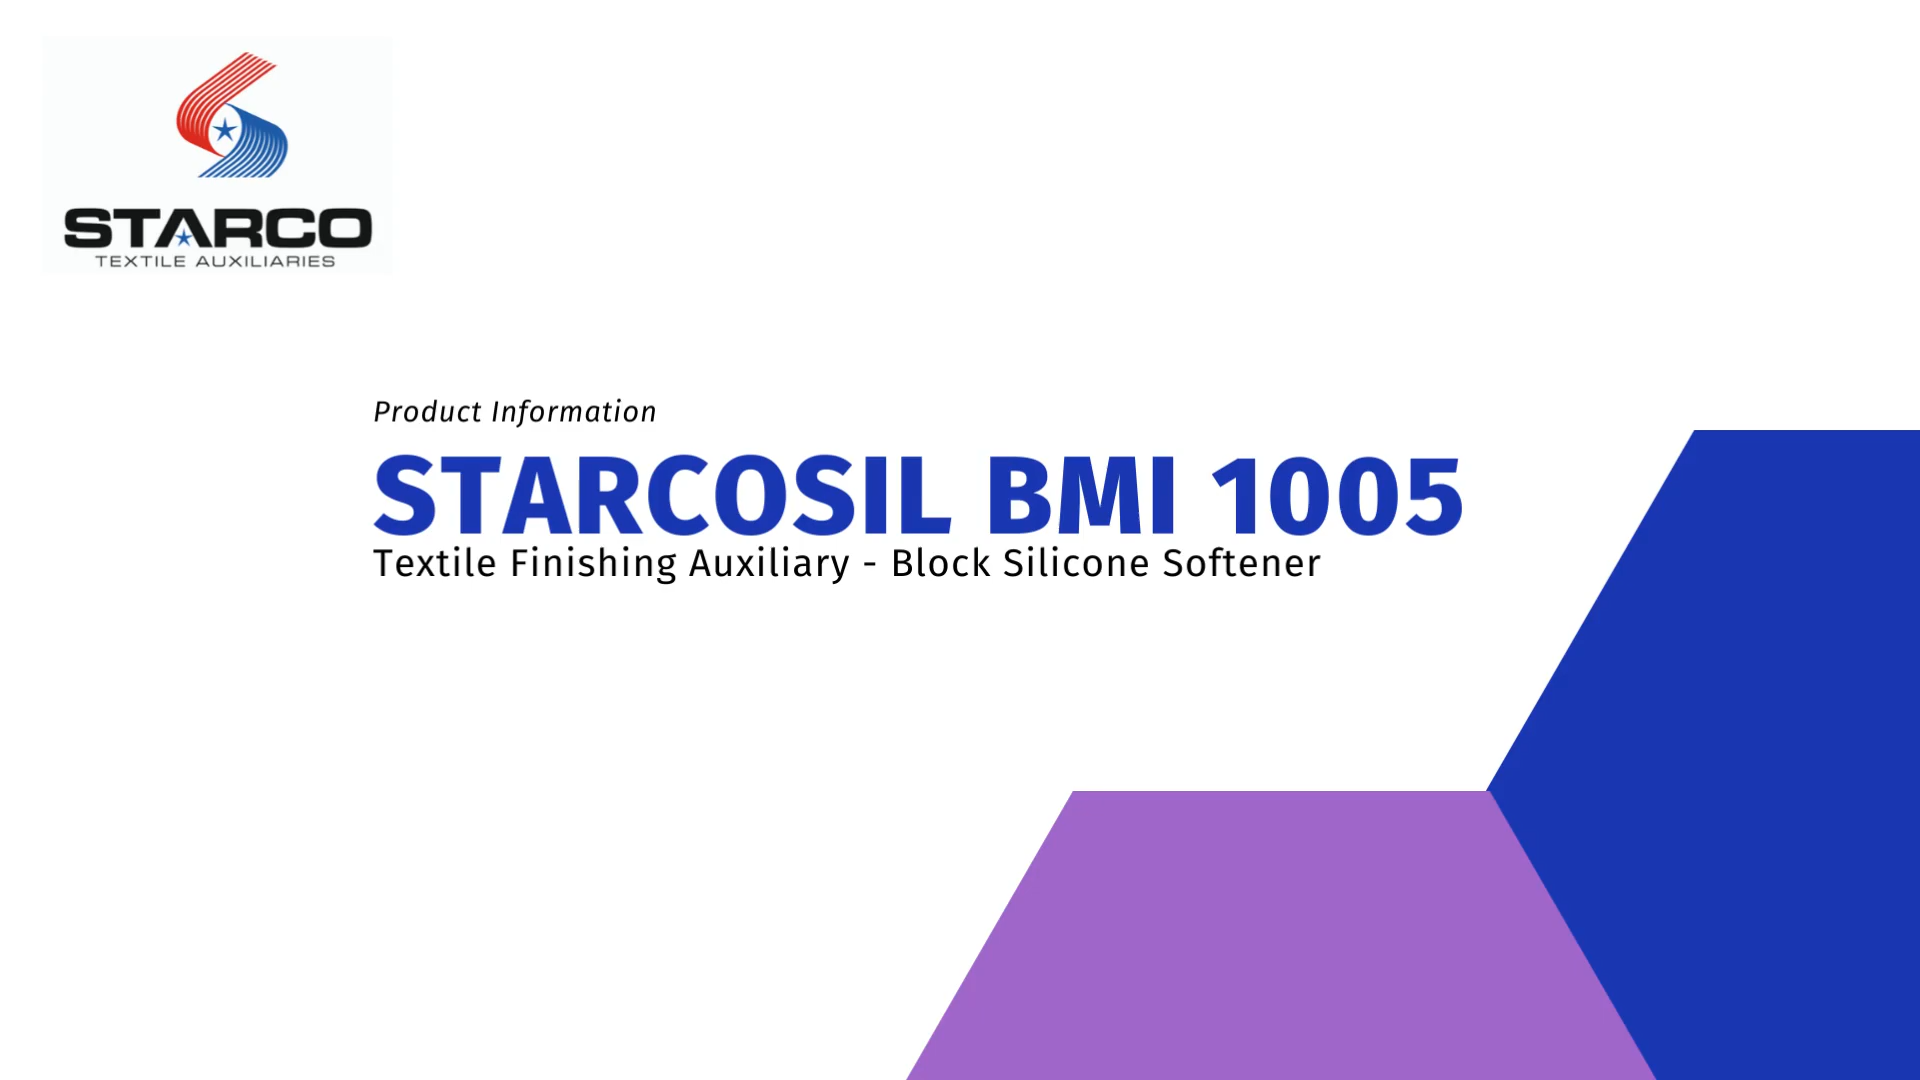 STARCO
TEXTILE AUXILIARIES
Product Information
STARCOSIL BMI 1005
Textile Finishing Auxiliary - Block Silicone Softener